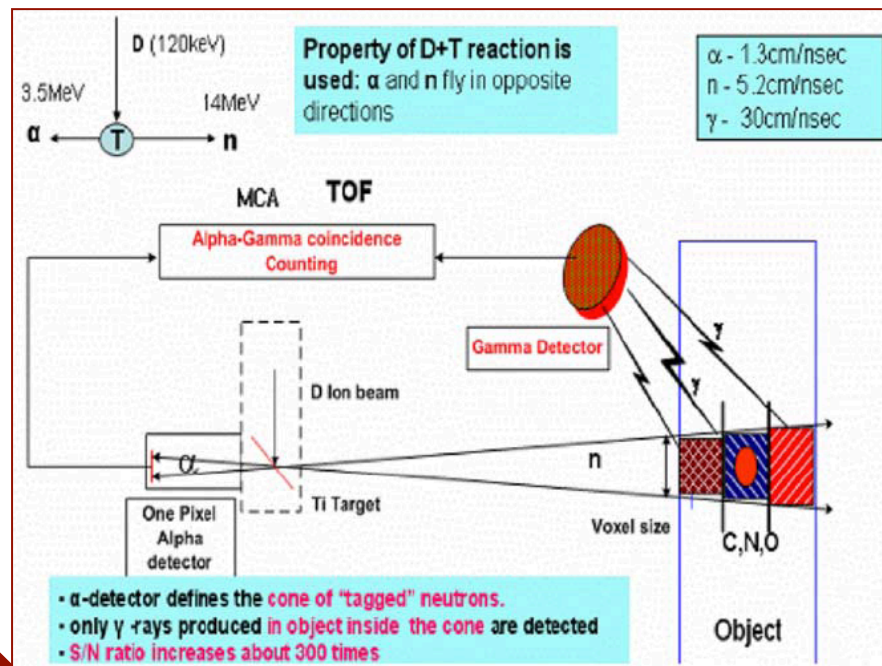 D (120keV)
3.5MeV
14MeV
α
T
n
Property of D+T reaction is
used: α and n fly in opposite
directions
α - 1.3cm/nsec
n - 5.2cm/nsec
γ - 30cm/nsec
MCA
TOF
Alpha-Gamma coincidence
Counting
Gamma Detector
γ
γ
D Ion beam
α
n
Ti Target
One Pixel
Alpha
detector
Voxel size
C,N,O
Object
- α-detector defines the cone of "tagged" neutrons.
- only γ -rays produced in object inside the cone are detected
- S/N ratio increases about 300 times